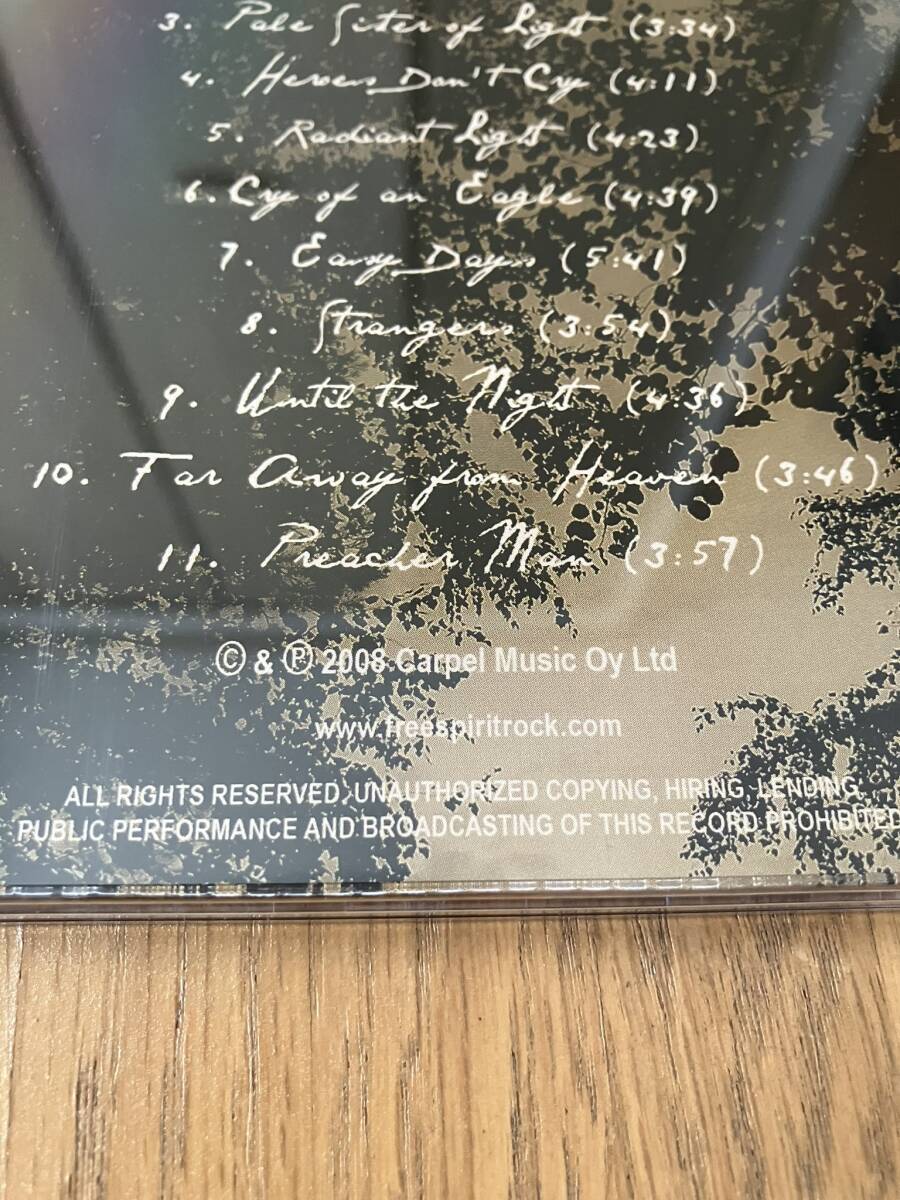 3. Pale Sister of Light (3:34)
4. Heroes Don't Cry (4:11)
5. Radiant Light (4:23)
6. Cry of an Eagle (4:39)
7. Easy Days (5:41)
8. Strangers (3:54)
9. Until the Night (4:36)
10. Far Away from Heaven (3:46)
11. Preacher Man (3:57)
© & ℗ 2008 Carpel Music Oy Ltd
www.freespiritrock.com
ALL RIGHTS RESERVED, UNAUTHORIZED COPYING, HIRING, LENDING,
PUBLIC PERFORMANCE AND BROADCASTING OF THIS RECORD PROHIBITED